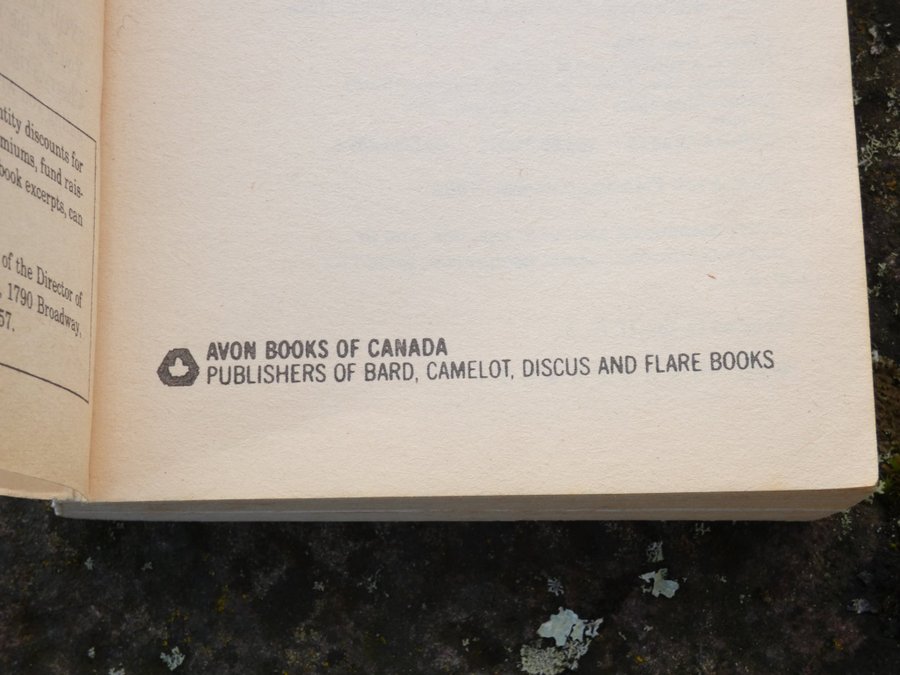 ntity discounts for
miums, fund rais-
book excerpts, can
of the Director of
, 1790 Broadway,
57.
AVON BOOKS OF CANADA
PUBLISHERS OF BARD, CAMELOT, DISCUS AND FLARE BOOKS